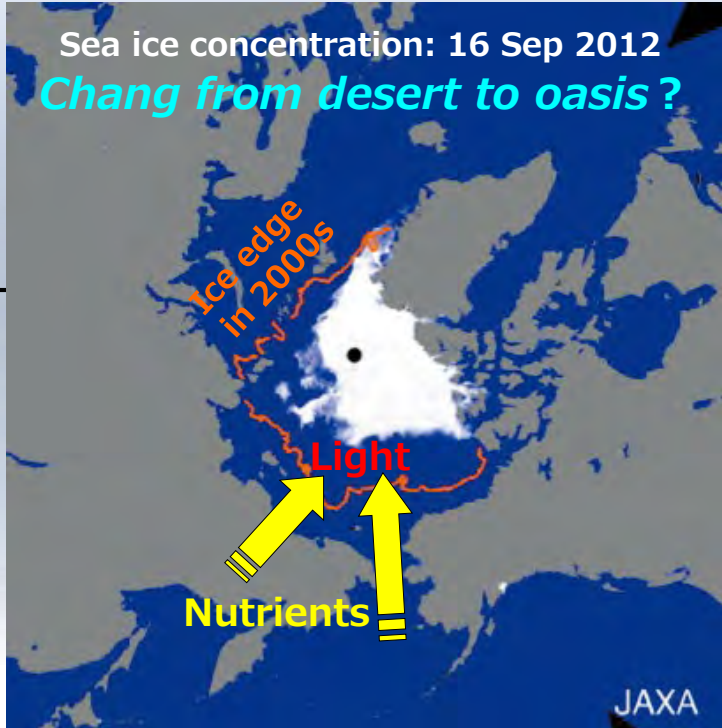 Sea ice concentration: 16 Sep 2012
Chang from desert to oasis ?
Ice edge
in 2000s
Light
Nutrients
JAXA